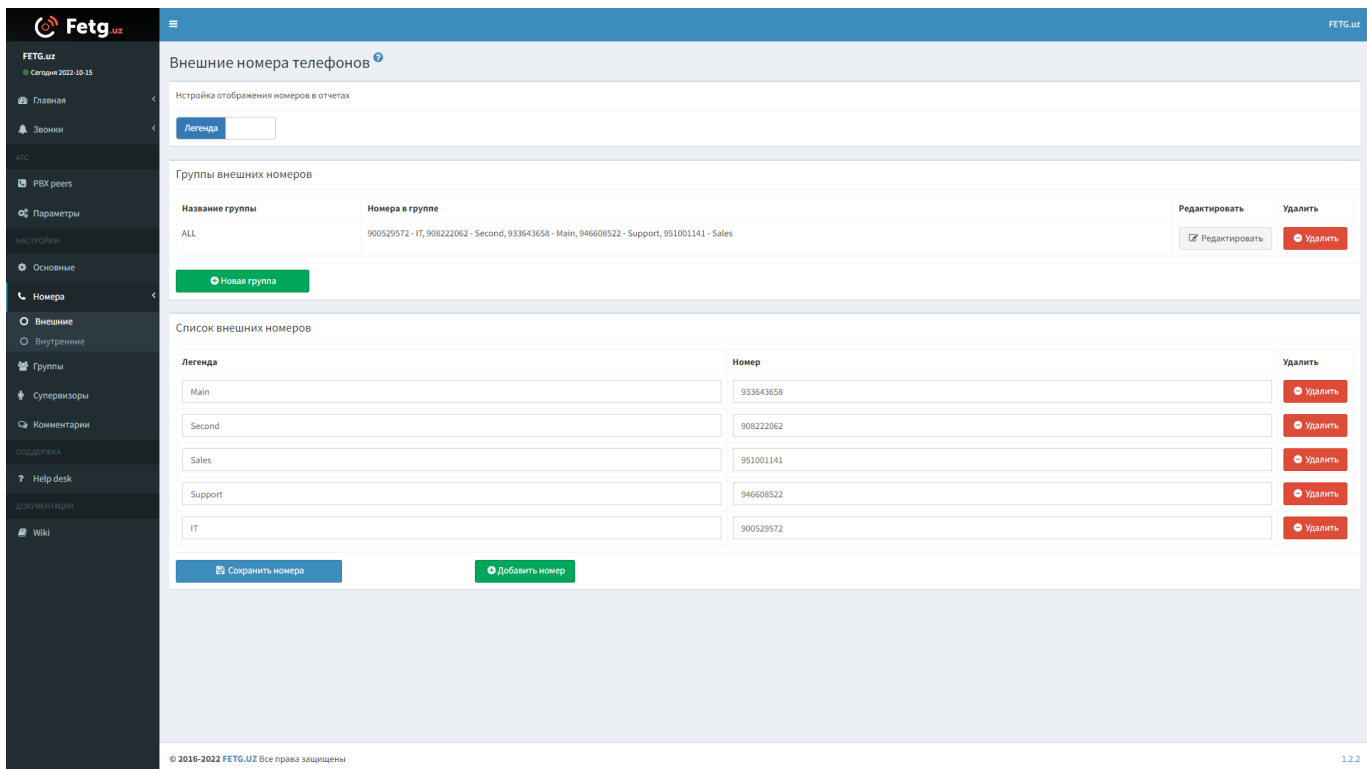 Fetg.uz
FETG.uz
FETG.uz
Сегодня 2022-10-15
Главная
Звонки
АТС
PBX peers
Параметры
НАСТРОЙКИ
Основные
Номера
Внешние
Внутренние
Группы
Супервизоры
Комментарии
ПОДДЕРЖКА
? Help desk
ДОКУМЕНТАЦИЯ
Wiki
Внешние номера телефонов ?
Нстройка отображения номеров в отчетах
Легенда
Группы внешних номеров
Название группы Номера в группе Редактировать Удалить
ALL 900529572 - IT, 908222062 - Second, 933643658 - Main, 946608522 - Support, 951001141 - Sales Редактировать Удалить
Новая группа
Список внешних номеров
Легенда Номер Удалить
Main 933643658 Удалить
Second 908222062 Удалить
Sales 951001141 Удалить
Support 946608522 Удалить
IT 900529572 Удалить
Сохранить номера Добавить номер
© 2016-2022 FETG.UZ Все права защищены 1.2.2